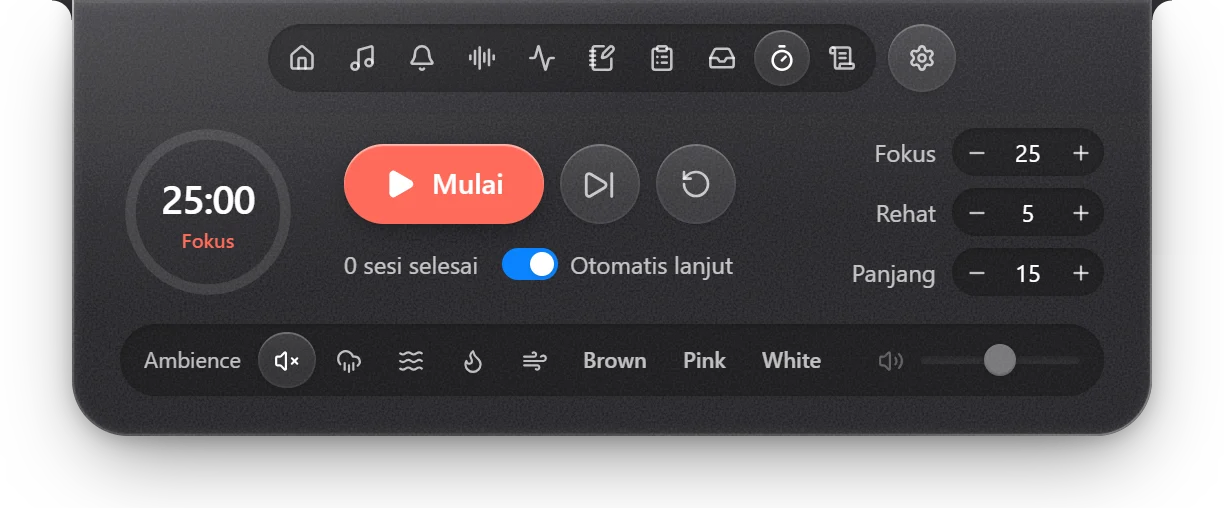 25:00
Fokus
Mulai
0 sesi selesai
Otomatis lanjut
Fokus − 25 +
Rehat − 5 +
Panjang − 15 +
Ambience Brown Pink White